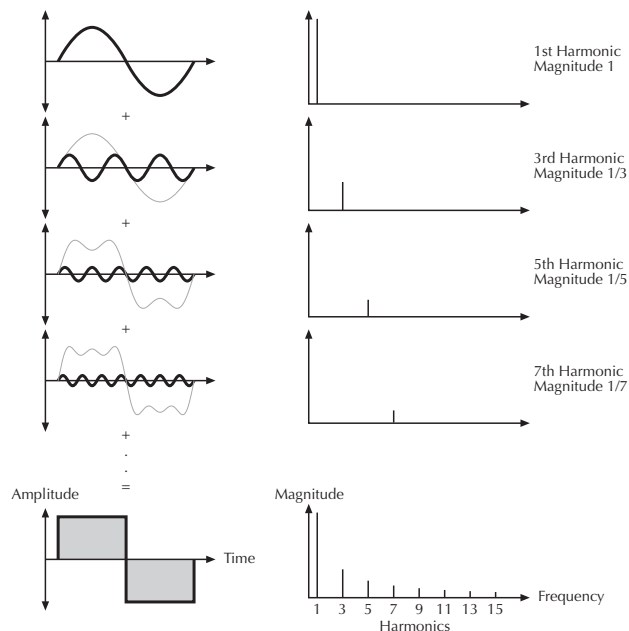 1st Harmonic
Magnitude 1
+
3rd Harmonic
Magnitude 1/3
+
5th Harmonic
Magnitude 1/5
+
7th Harmonic
Magnitude 1/7
+
.
.
=
Amplitude
Time
Magnitude
Frequency
1 3 5 7 9 11 13 15
Harmonics